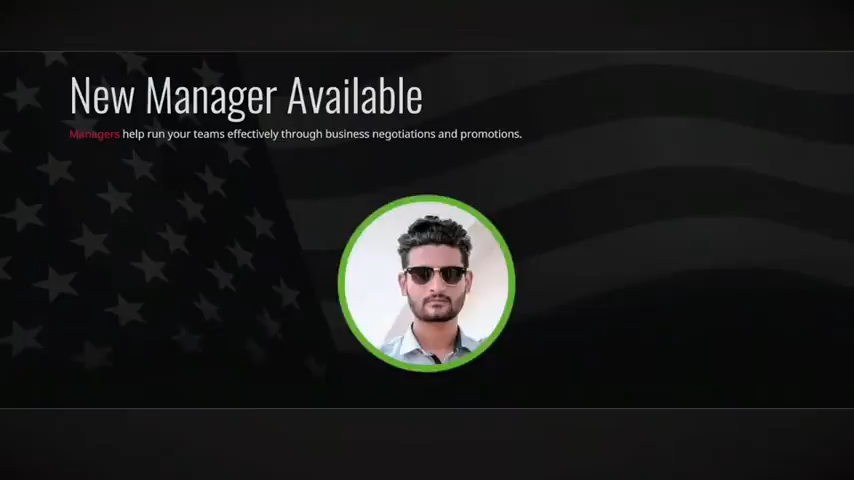 New Manager Available
Managers help run your teams effectively through business negotiations and promotions.